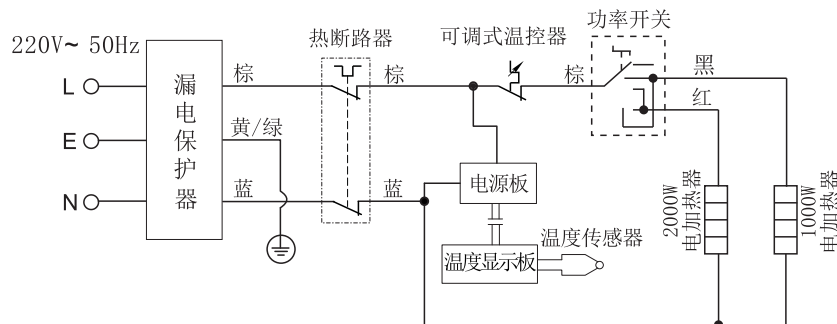 220V~ 50Hz
热断路器
可调式温控器
功率开关
L
E
N
漏电保护器
棕
黄/绿
蓝
棕
蓝
棕
黑
红
电源板
温度显示板
温度传感器
2000W
电加热器
1000W
电加热器